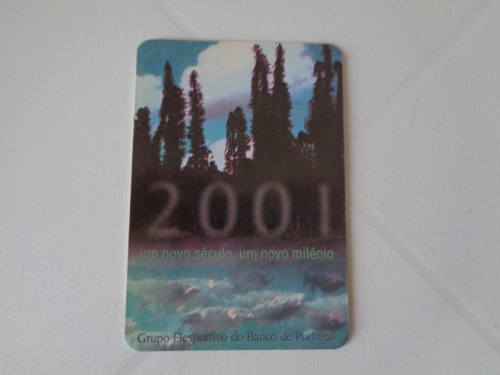 2001
um novo século, um novo milénio
Grupo Desportivo do Banco de Portugal